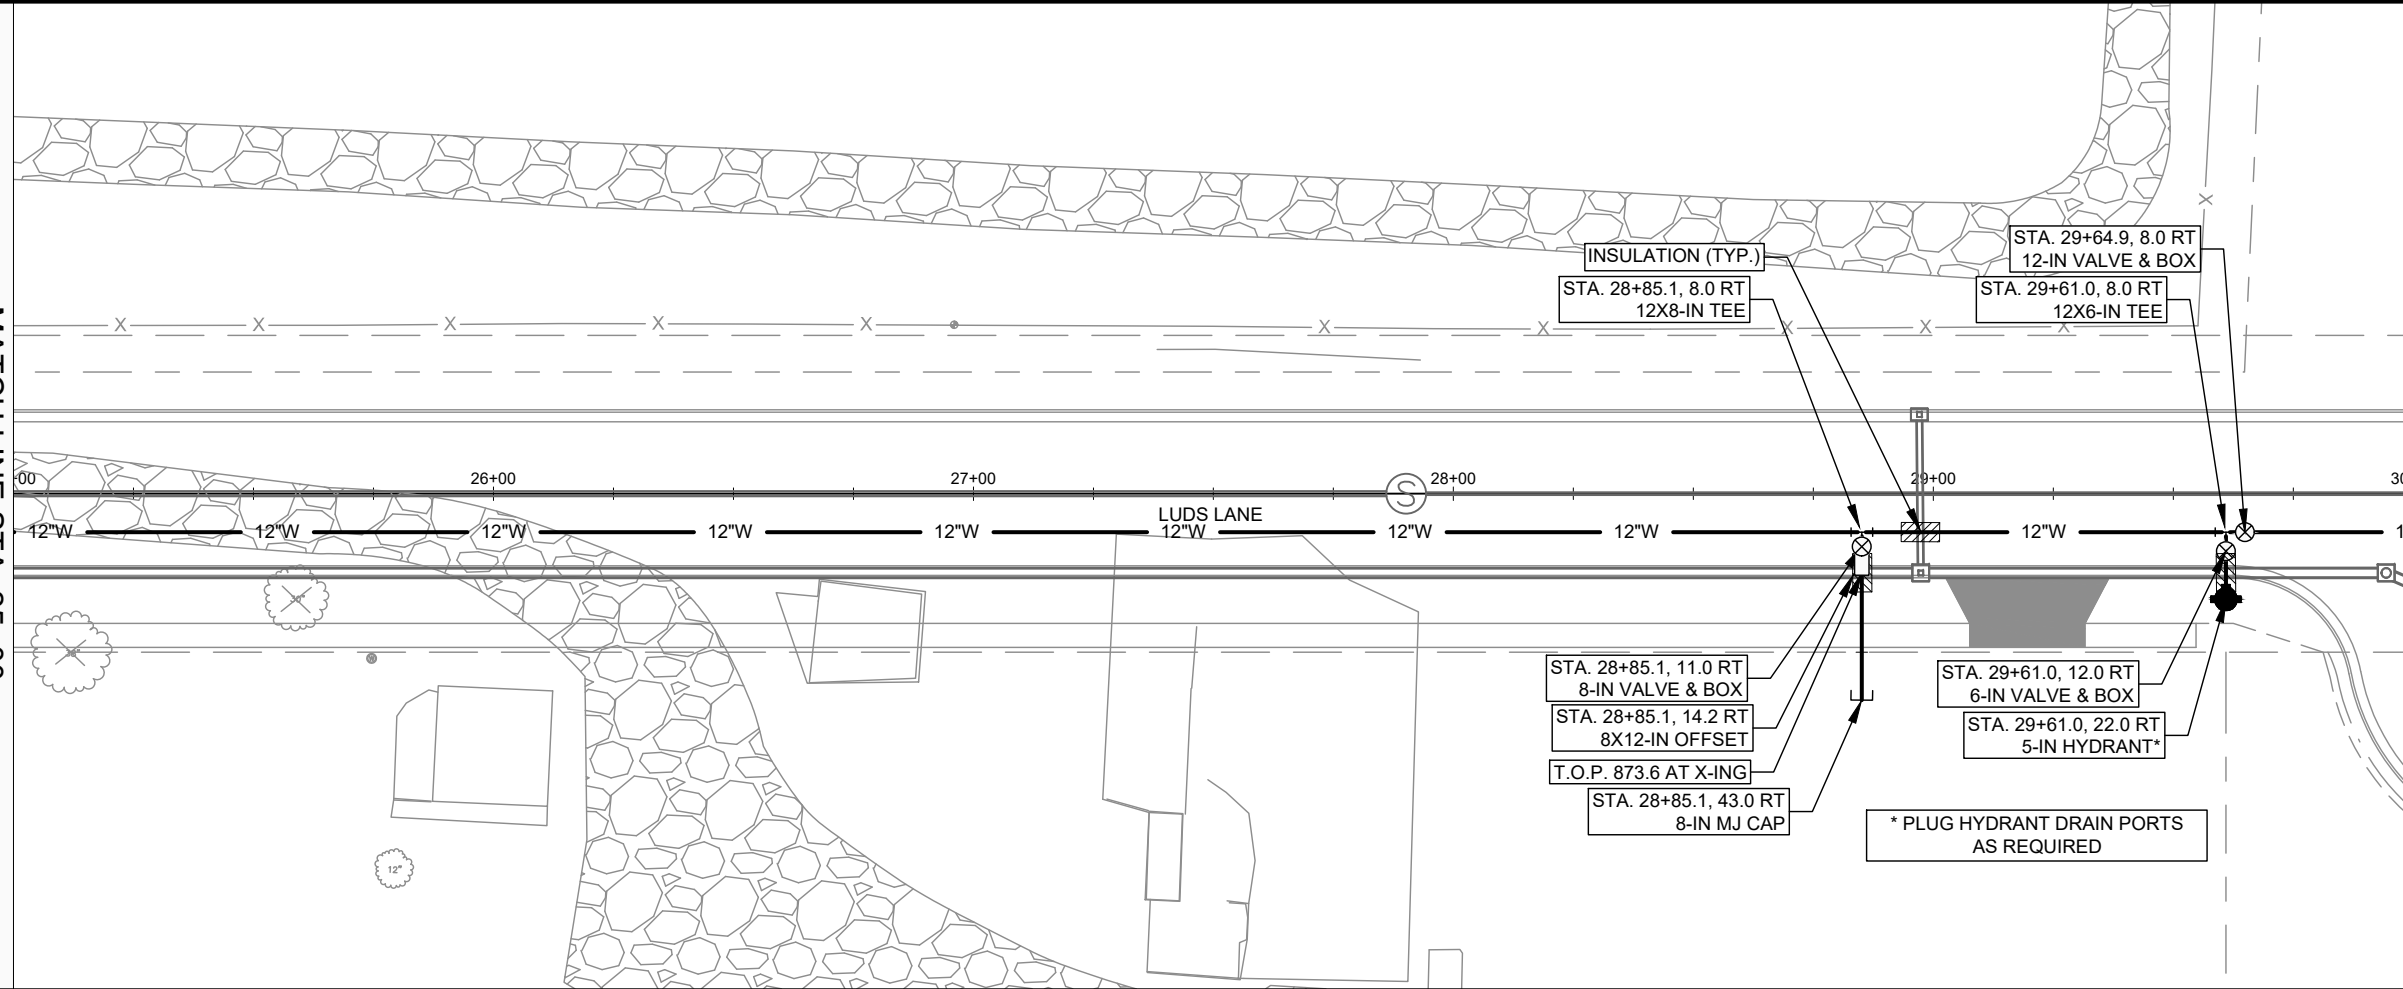 INSULATION (TYP.)
STA. 28+85.1, 8.0 RT
12X8-IN TEE
STA. 29+64.9, 8.0 RT
12-IN VALVE & BOX
STA. 29+61.0, 8.0 RT
12X6-IN TEE
X X X X X X X X X X X
26+00
27+00
28+00
29+00
S
LUDS LANE
12"W 12"W 12"W 12"W 12"W 12"W 12"W 12"W 12"W
STA. 28+85.1, 11.0 RT
8-IN VALVE & BOX
STA. 28+85.1, 14.2 RT
8X12-IN OFFSET
T.O.P. 873.6 AT X-ING
STA. 28+85.1, 43.0 RT
8-IN MJ CAP
STA. 29+61.0, 12.0 RT
6-IN VALVE & BOX
STA. 29+61.0, 22.0 RT
5-IN HYDRANT*
* PLUG HYDRANT DRAIN PORTS
AS REQUIRED
12"